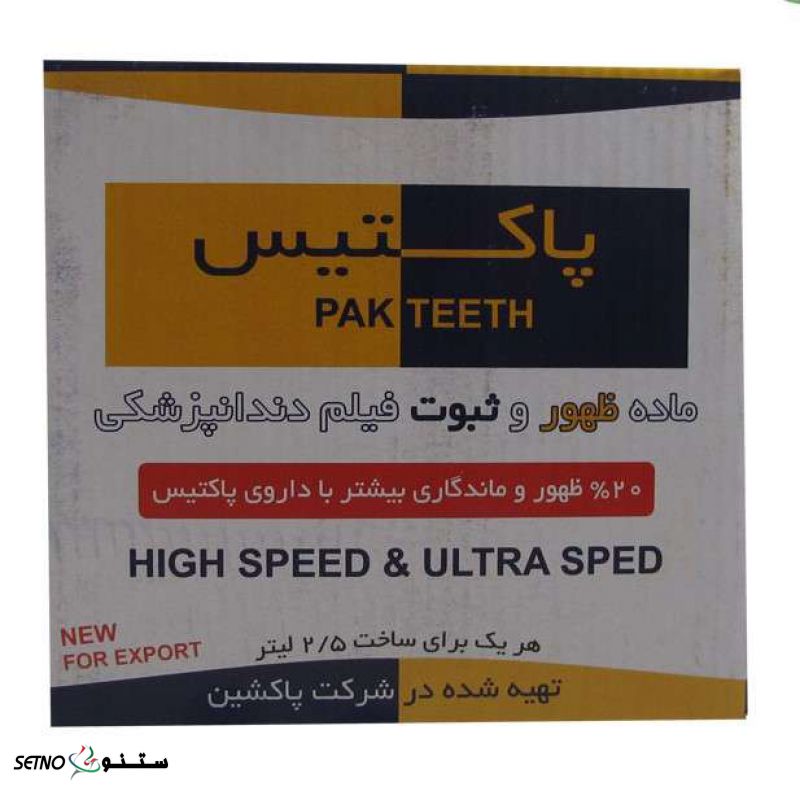 پاکتیس
PAK TEETH
ماده ظهور و ثبوت فیلم دندانپزشکی
۲۰% ظهور و ماندگاری بیشتر با داروی پاکتیس
HIGH SPEED & ULTRA SPED
NEW
FOR EXPORT
هر یک برای ساخت ۲/۵ لیتر
تهیه شده در شرکت پاکشین
SETNO ستنو